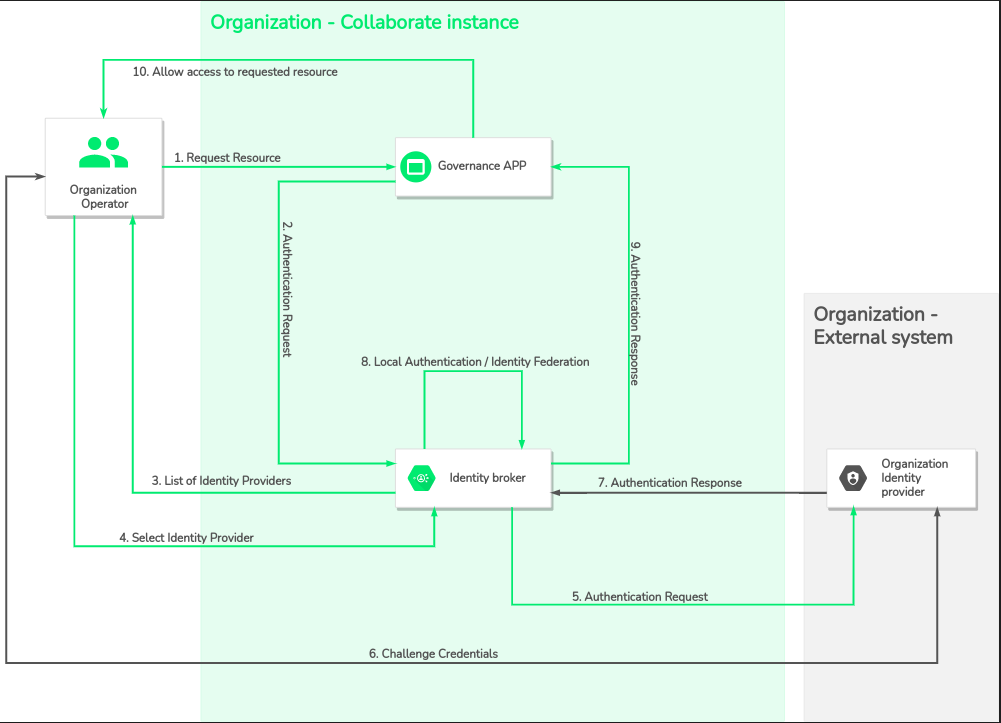 Organization - Collaborate instance
10. Allow access to requested resource
1. Request Resource
Governance APP
Organization
Operator
2. Authentication Request
9. Authentication Response
Organization -
External system
8. Local Authentication / Identity Federation
Identity broker
Organization
Identity
provider
3. List of Identity Providers
7. Authentication Response
4. Select Identity Provider
5. Authentication Request
6. Challenge Credentials